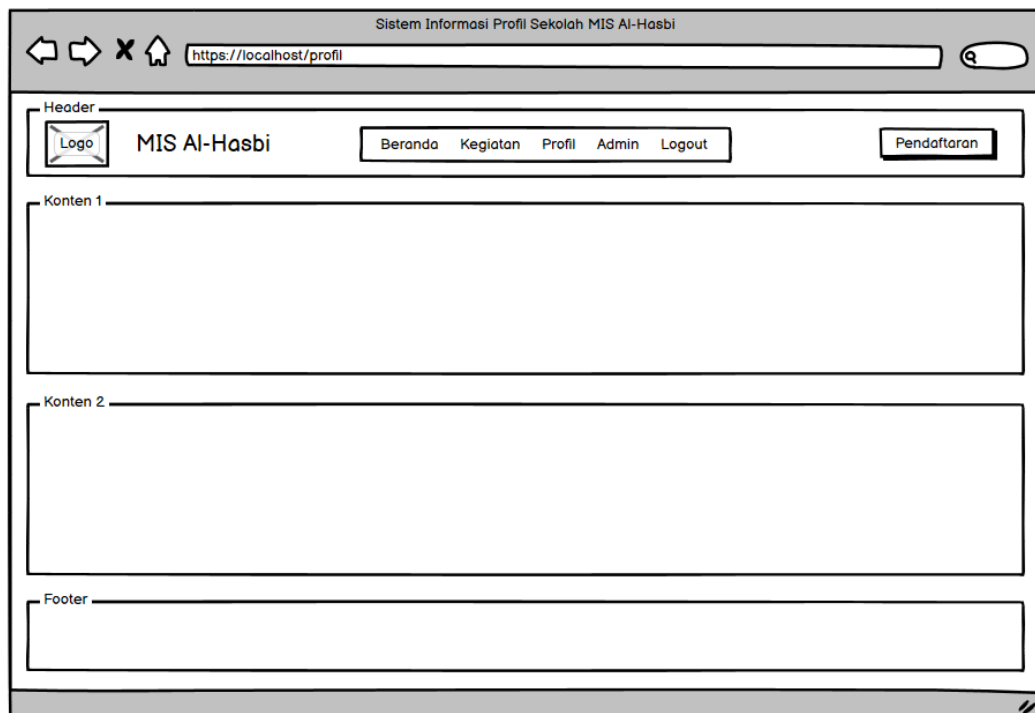 Sistem Informasi Profil Sekolah MIS Al-Hasbi
https://localhost/profil
Header
Logo
MIS Al-Hasbi
Beranda Kegiatan Profil Admin Logout
Pendaftaran
Konten 1
Konten 2
Footer